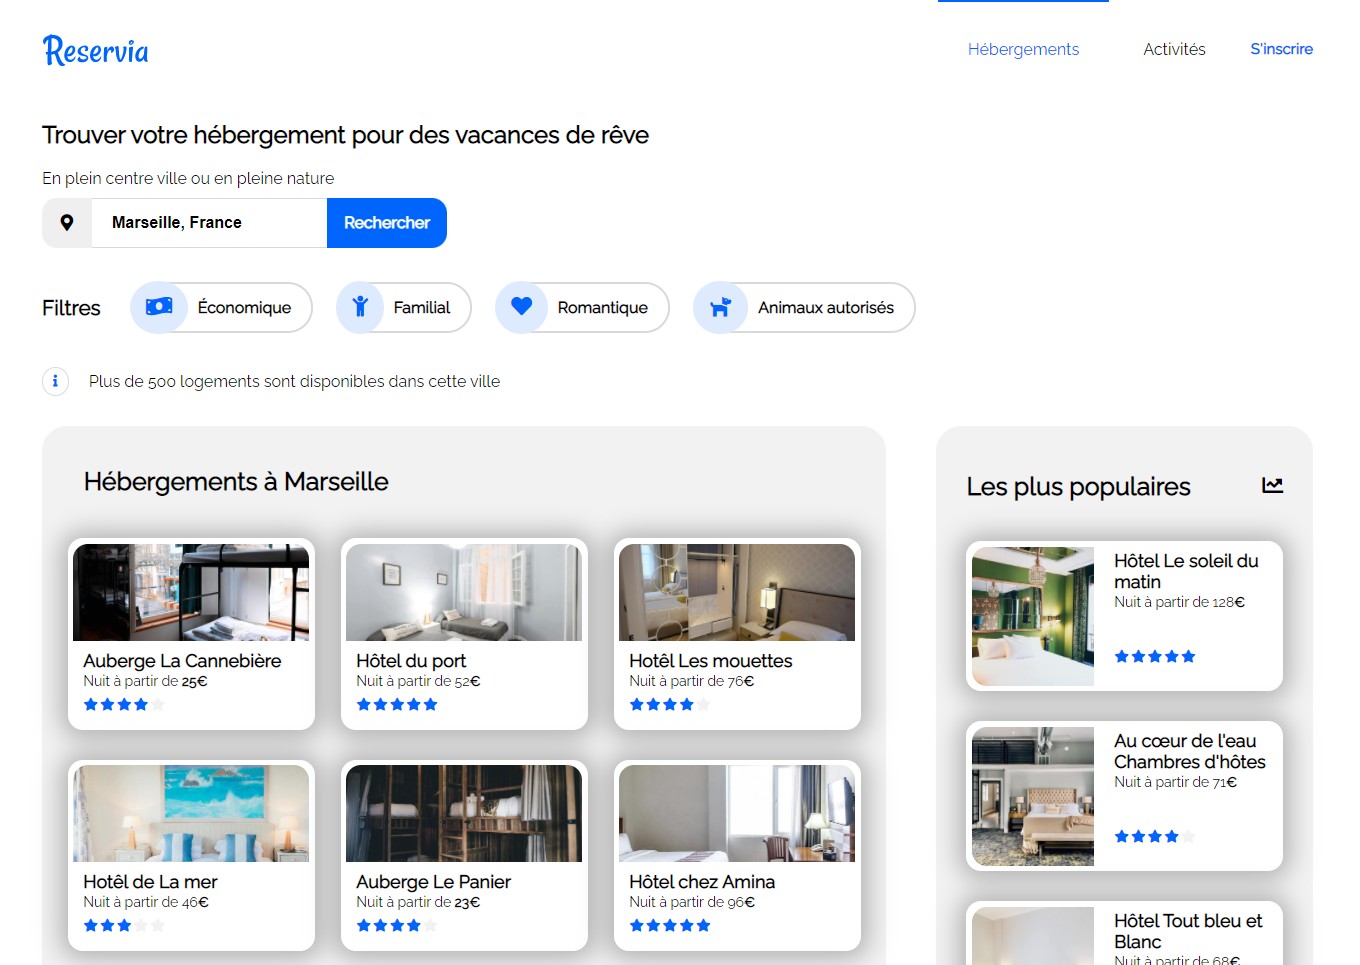 Reservia
Hébergements
Activités
S'inscrire
Trouver votre hébergement pour des vacances de rêve
En plein centre ville ou en pleine nature
Marseille, France
Rechercher
Filtres
Économique
Familial
Romantique
Animaux autorisés
Plus de 500 logements sont disponibles dans cette ville
Hébergements à Marseille
Auberge La Cannebière
Nuit à partir de 25€
Hôtel du port
Nuit à partir de 52€
Hotêl Les mouettes
Nuit à partir de 76€
Hotêl de La mer
Nuit à partir de 46€
Auberge Le Panier
Nuit à partir de 23€
Hôtel chez Amina
Nuit à partir de 96€
Les plus populaires
Hôtel Le soleil du
matin
Nuit à partir de 128€
Au cœur de l'eau
Chambres d'hôtes
Nuit à partir de 71€
Hôtel Tout bleu et
Blanc
Nuit à partir de 68€